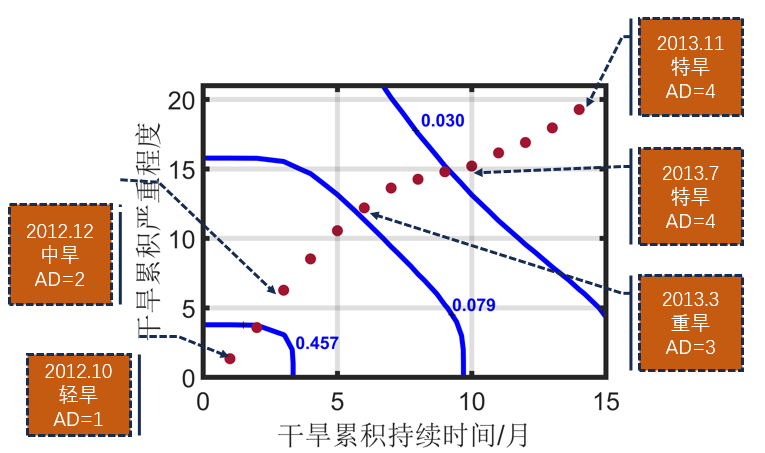 2013.11
特旱
AD=4
2013.7
特旱
AD=4
2013.3
重旱
AD=3
2012.12
中旱
AD=2
2012.10
轻旱
AD=1
干旱累积严重程度
20
15
10
5
0
0.030
0.079
0.457
0
5
10
15
干旱累积持续时间/月